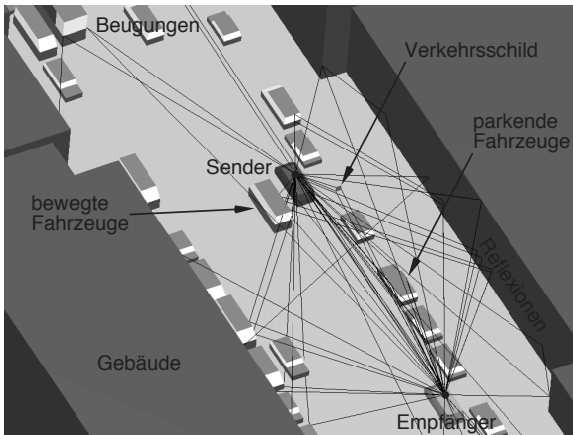 Beugungen
Verkehrsschild
parkende
Fahrzeuge
Sender
bewegte
Fahrzeuge
Reflexionen
Gebäude
Empfänger